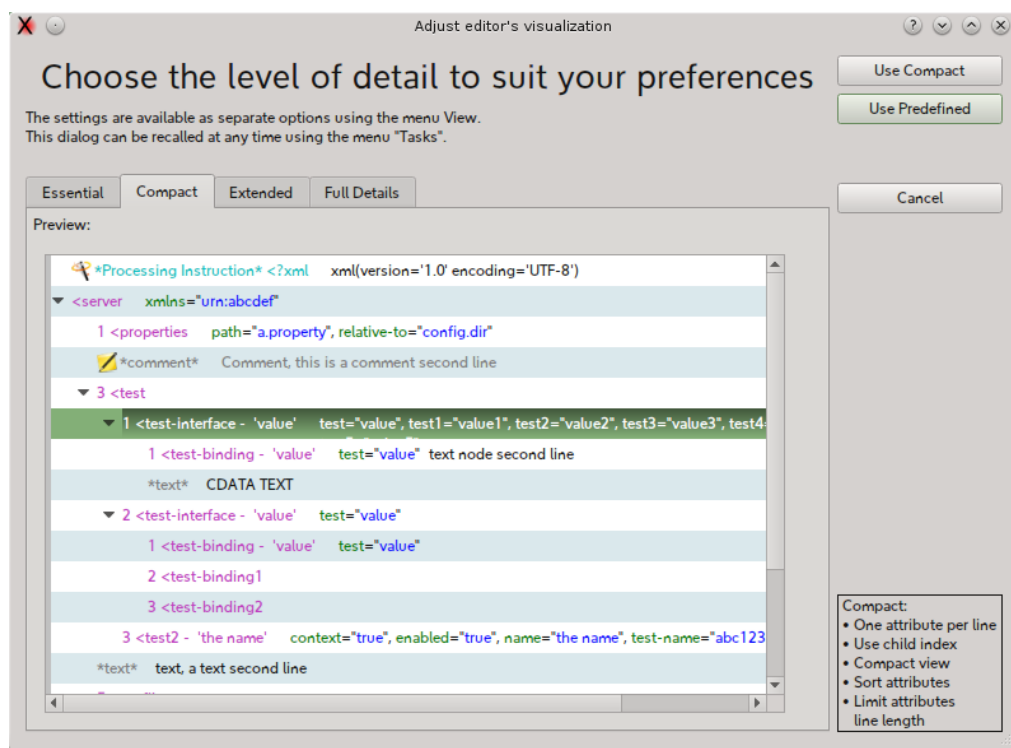 Adjust editor's visualization
Choose the level of detail to suit your preferences
The settings are available as separate options using the menu View.
This dialog can be recalled at any time using the menu "Tasks".
Use Compact
Use Predefined
Cancel
Essential Compact Extended Full Details
Preview:
*Processing Instruction* <?xml xml(version='1.0' encoding='UTF-8')
<server xmlns="urn:abcdef"
1 <properties path="a.property", relative-to="config.dir"
*comment* Comment, this is a comment second line
3 <test
1 <test-interface - 'value' test="value", test1="value1", test2="value2", test3="value3", test4=
1 <test-binding - 'value' test="value" text node second line
*text* CDATA TEXT
2 <test-interface - 'value' test="value"
1 <test-binding - 'value' test="value"
2 <test-binding1
3 <test-binding2
3 <test2 - 'the name' context="true", enabled="true", name="the name", test-name="abc123
*text* text, a text second line
Compact:
• One attribute per line
• Use child index
• Compact view
• Sort attributes
• Limit attributes
line length